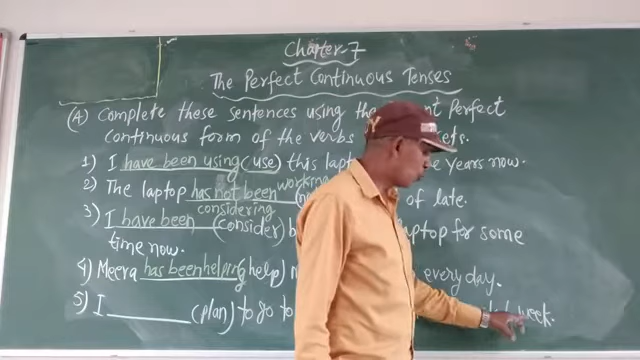 Chapter-7
The Perfect Continuous Tenses
(A) Complete these sentences using the Perfect
Continuous form of the verbs
1) I have been using (use) this years now.
2) The laptop has not been working of late.
3) I have been considering (consider) laptop for some
time now.
4) Meera has been helping (help) every day.
5) I ________ (plan) to go to week.